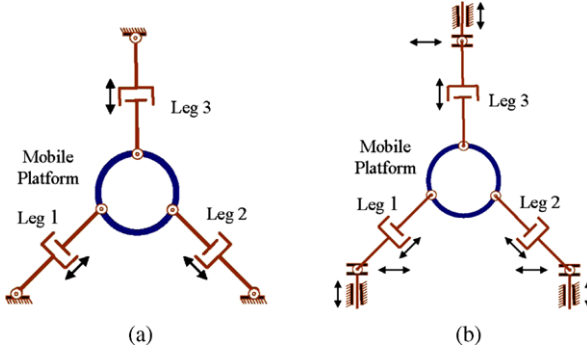 Leg 3
Mobile
Platform
Leg 1
Leg 2
(a)
Leg 3
Mobile
Platform
Leg 1
Leg 2
(b)